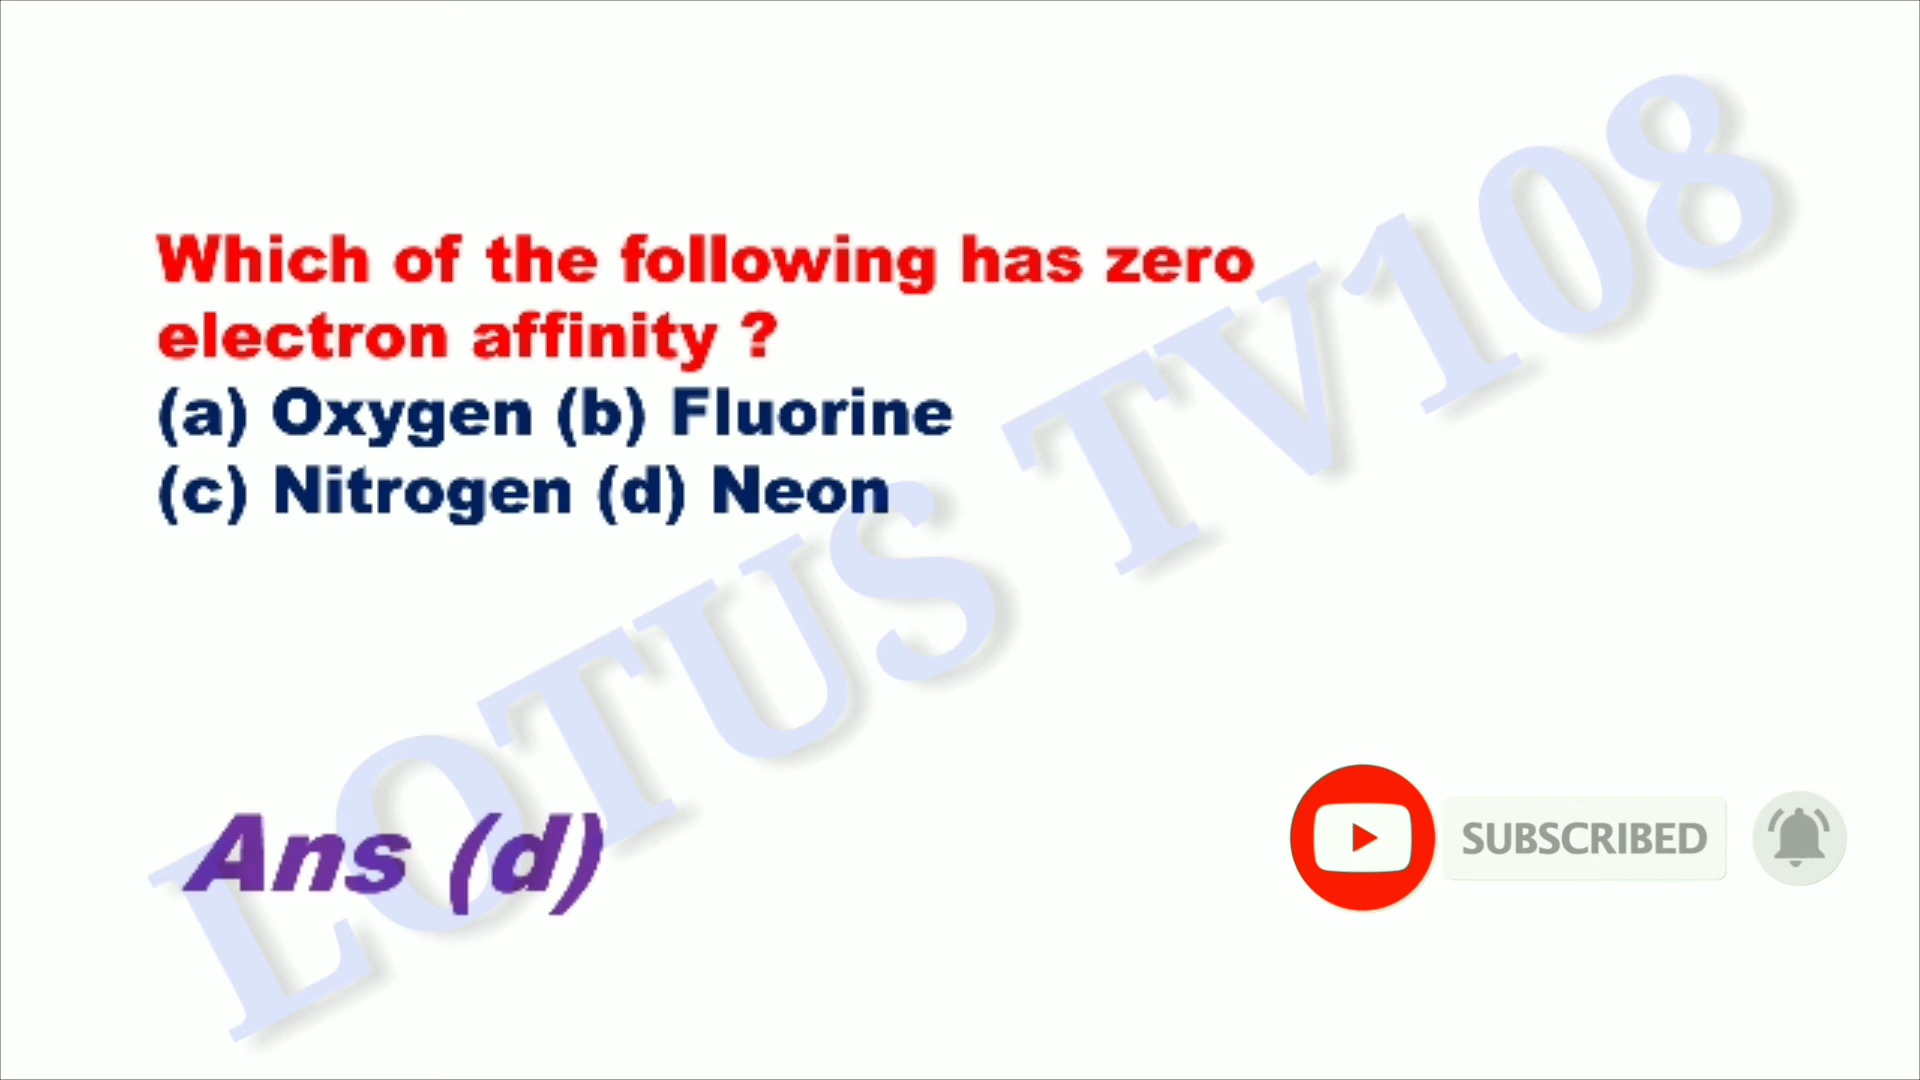 Which of the following has zero
electron affinity ?
(a) Oxygen (b) Fluorine
(c) Nitrogen (d) Neon
LOTUS TV108
Ans (d)
SUBSCRIBED